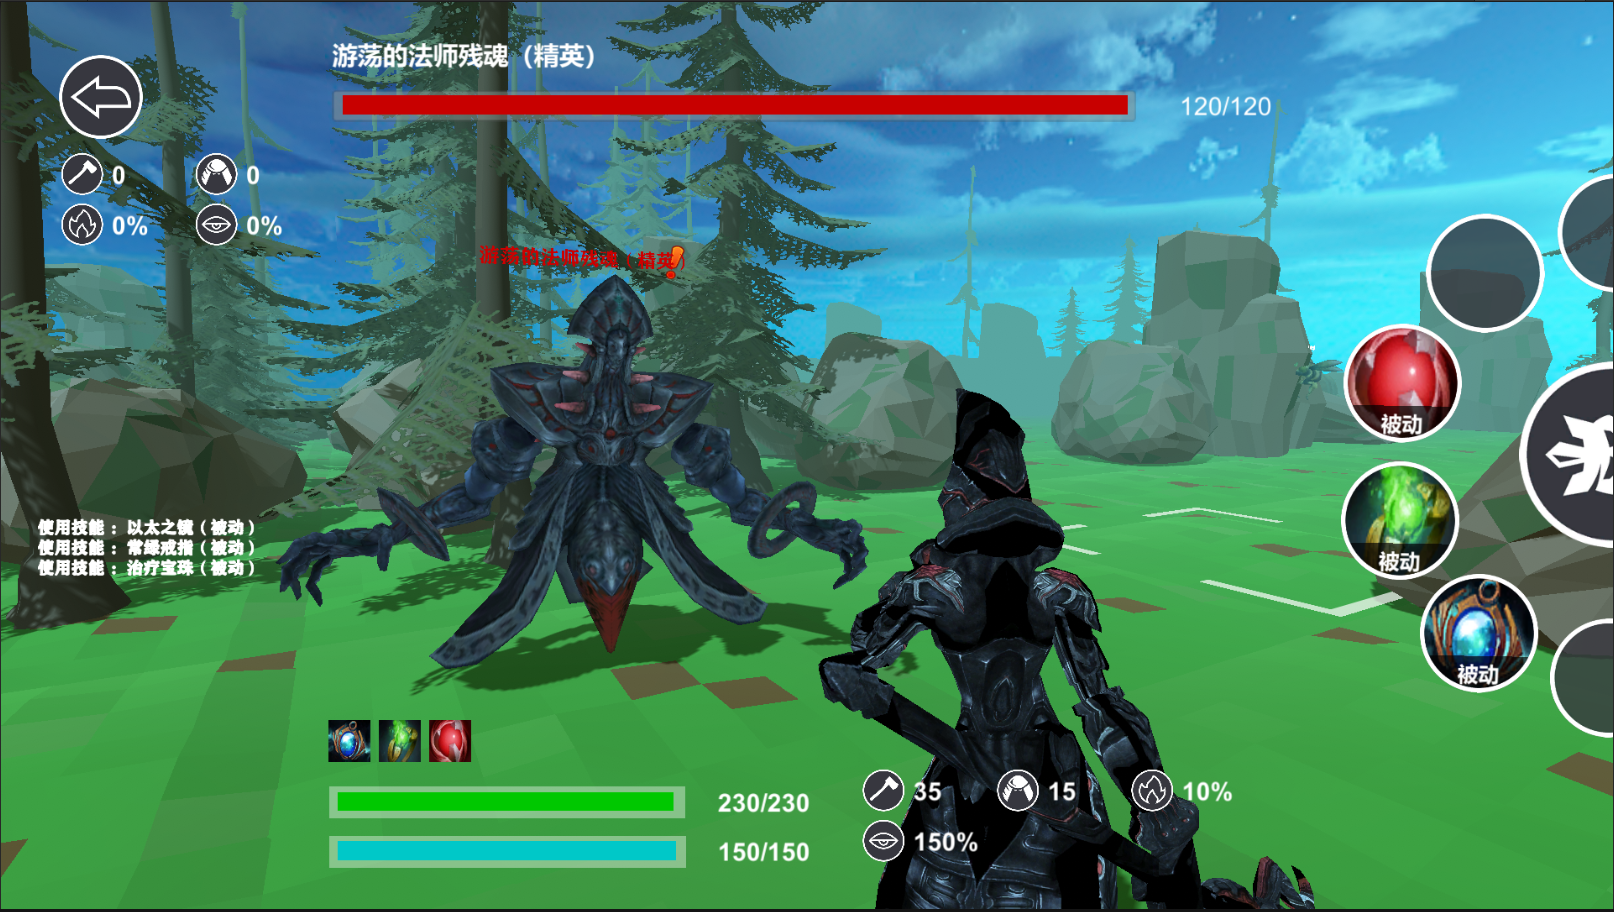 游荡的法师残魂（精英）
120/120
0
0
0%
0%
游荡的法师残魂（精英）
被动
被动
被动
使用技能：以太之镜（被动）
使用技能：常绿戒指（被动）
使用技能：治疗宝珠（被动）
230/230
150/150
35
15
10%
150%